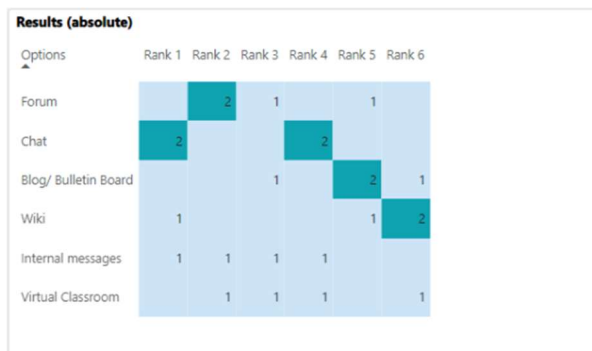 Results (absolute)
Options Rank 1 Rank 2 Rank 3 Rank 4 Rank 5 Rank 6
Forum 2 1 1
Chat 2 2
Blog/ Bulletin Board 1 2 1
Wiki 1 1 2
Internal messages 1 1 1 1
Virtual Classroom 1 1 1 1